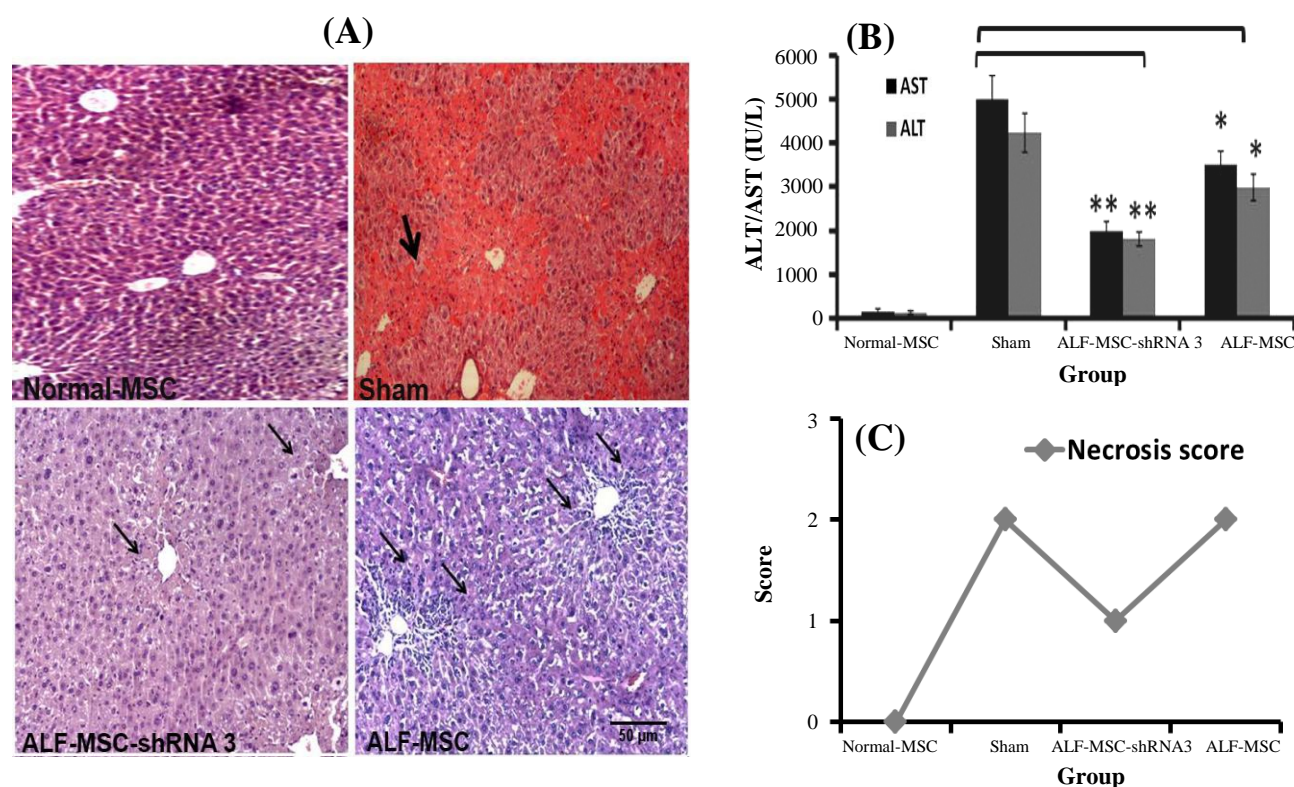 (A)
Normal-MSC
Sham
ALF-MSC-shRNA 3
ALF-MSC
50 µm
(B)
ALT/AST (IU/L)
6000
5000
4000
3000
2000
1000
0
AST
ALT
** **
* *
Normal-MSC Sham ALF-MSC-shRNA 3 ALF-MSC
Group
(C)
Necrosis score
Score
3
2
1
0
Normal-MSC Sham ALF-MSC-shRNA3 ALF-MSC
Group